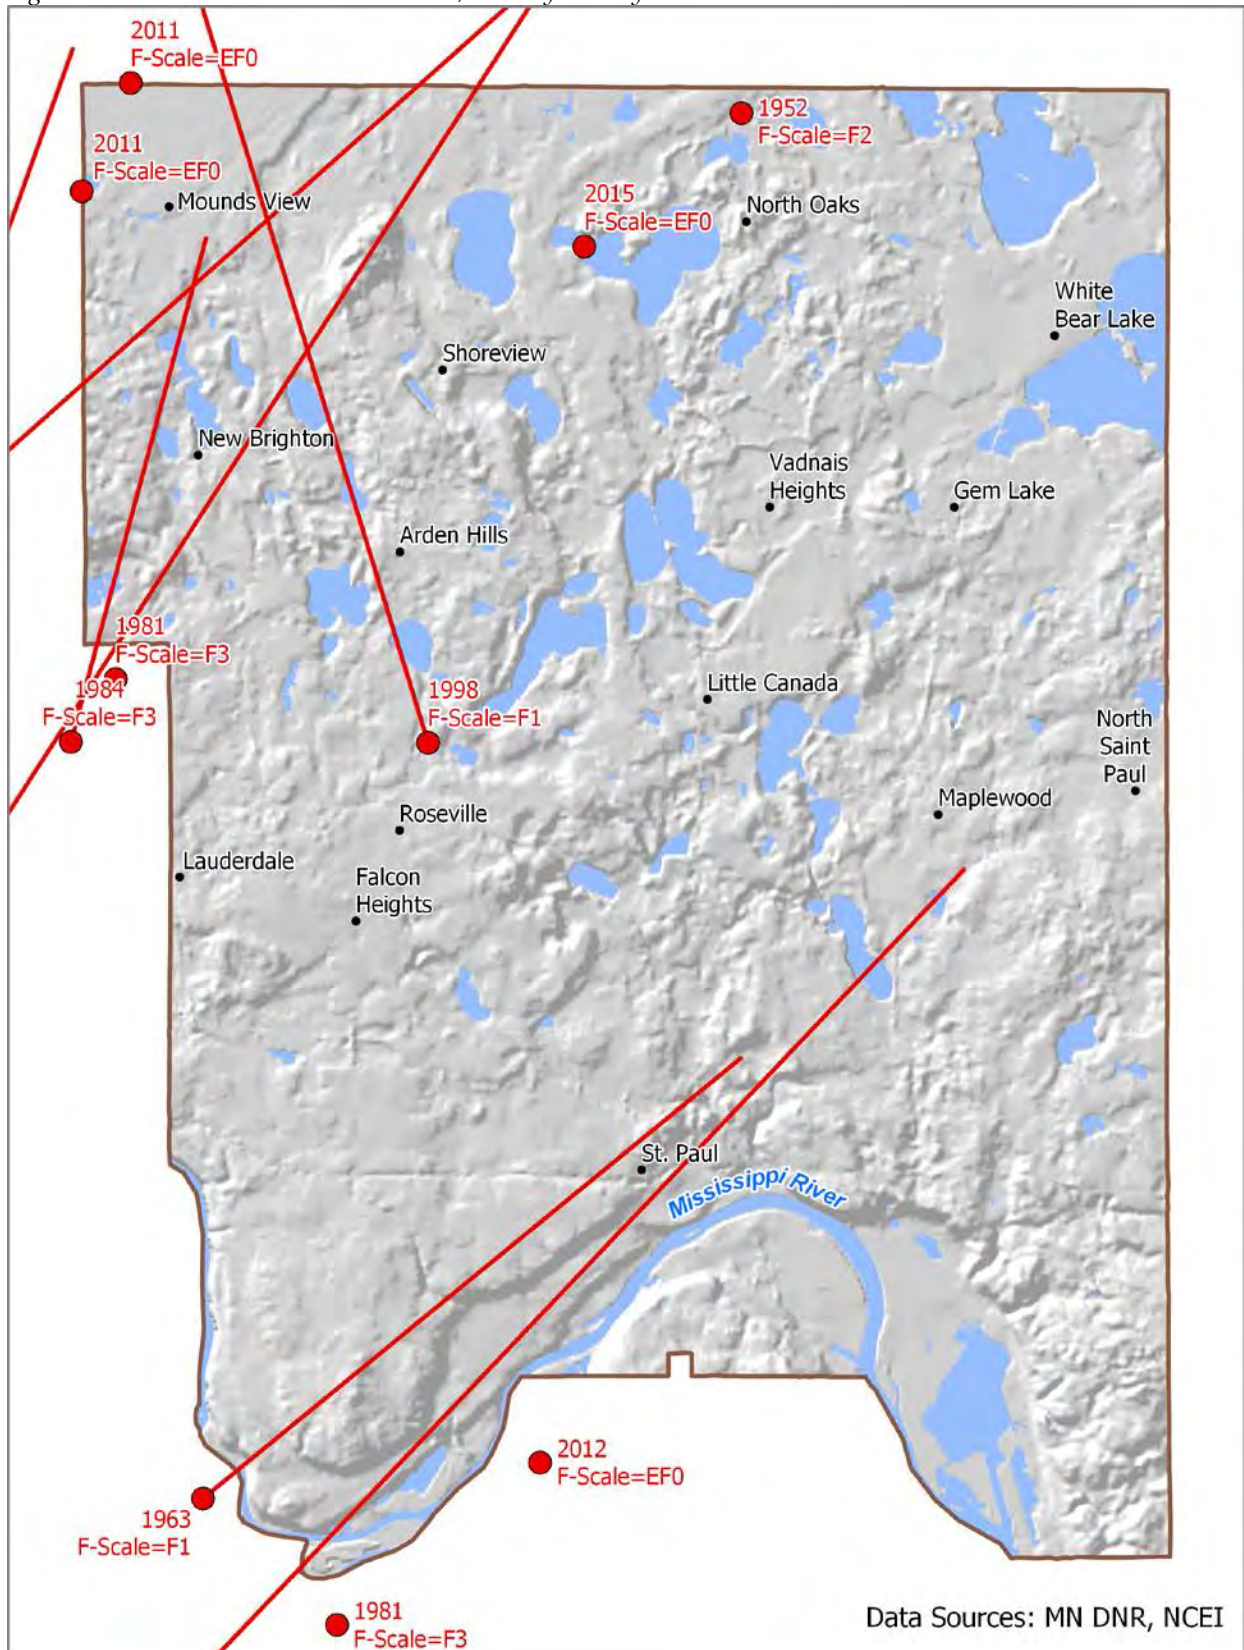 2011
F-Scale=EF0
1952
F-Scale=F2
2011
F-Scale=EF0
Mounds View
2015
F-Scale=EF0
North Oaks
White
Bear Lake
Shoreview
New Brighton
Vadnais
Heights
Gem Lake
Arden Hills
1981
F-Scale=F3
1984
F-Scale=F3
1998
F-Scale=F1
Little Canada
North
Saint
Paul
Maplewood
Roseville
Lauderdale
Falcon
Heights
St. Paul
Mississippi River
2012
F-Scale=EF0
1963
F-Scale=F1
1981
F-Scale=F3
Data Sources: MN DNR, NCEI